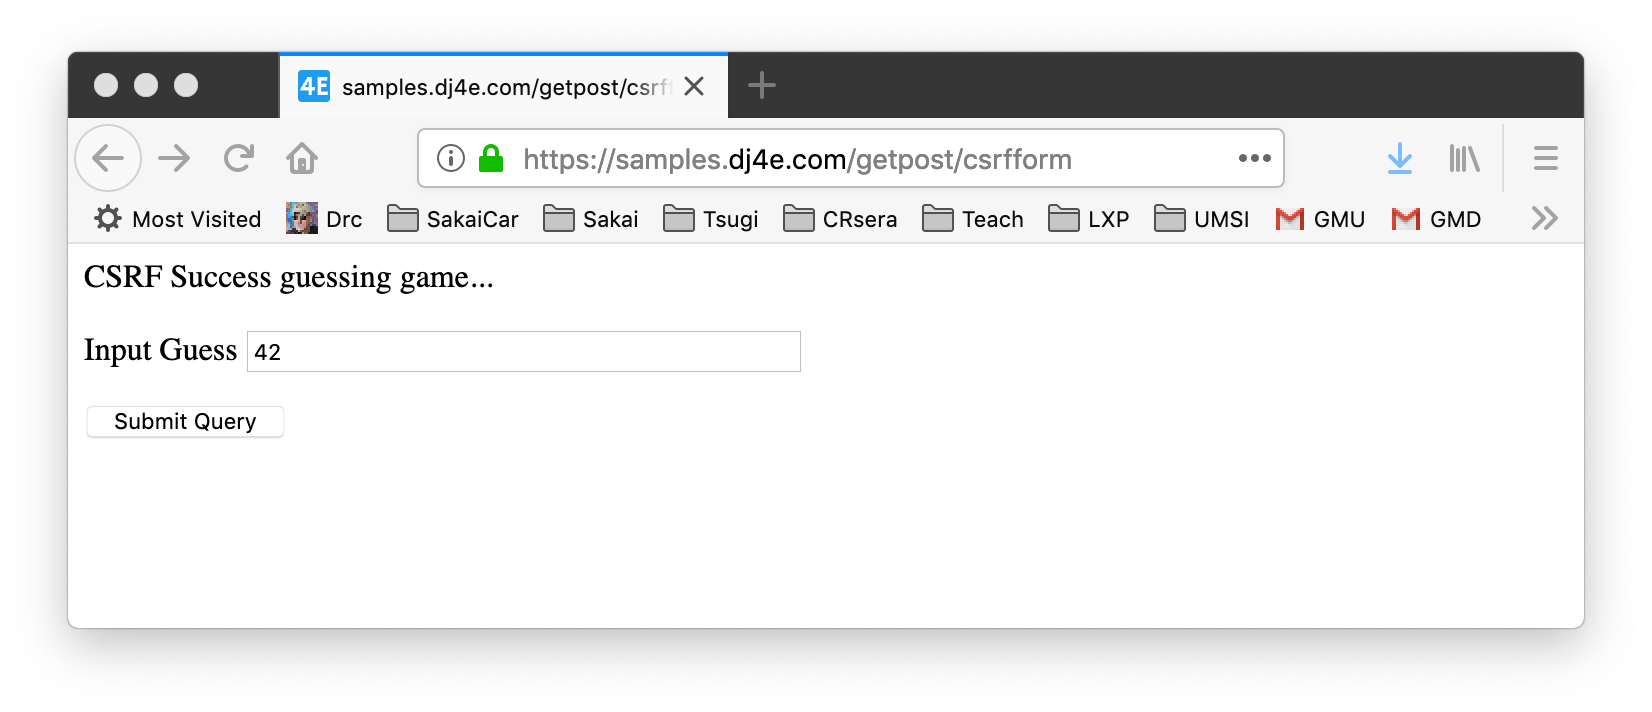 4E samples.dj4e.com/getpost/csrf
https://samples.dj4e.com/getpost/csrfform
Most Visited Drc SakaiCar Sakai Tsugi CRsera Teach LXP UMSI GMU GMD
CSRF Success guessing game...
Input Guess 42
Submit Query